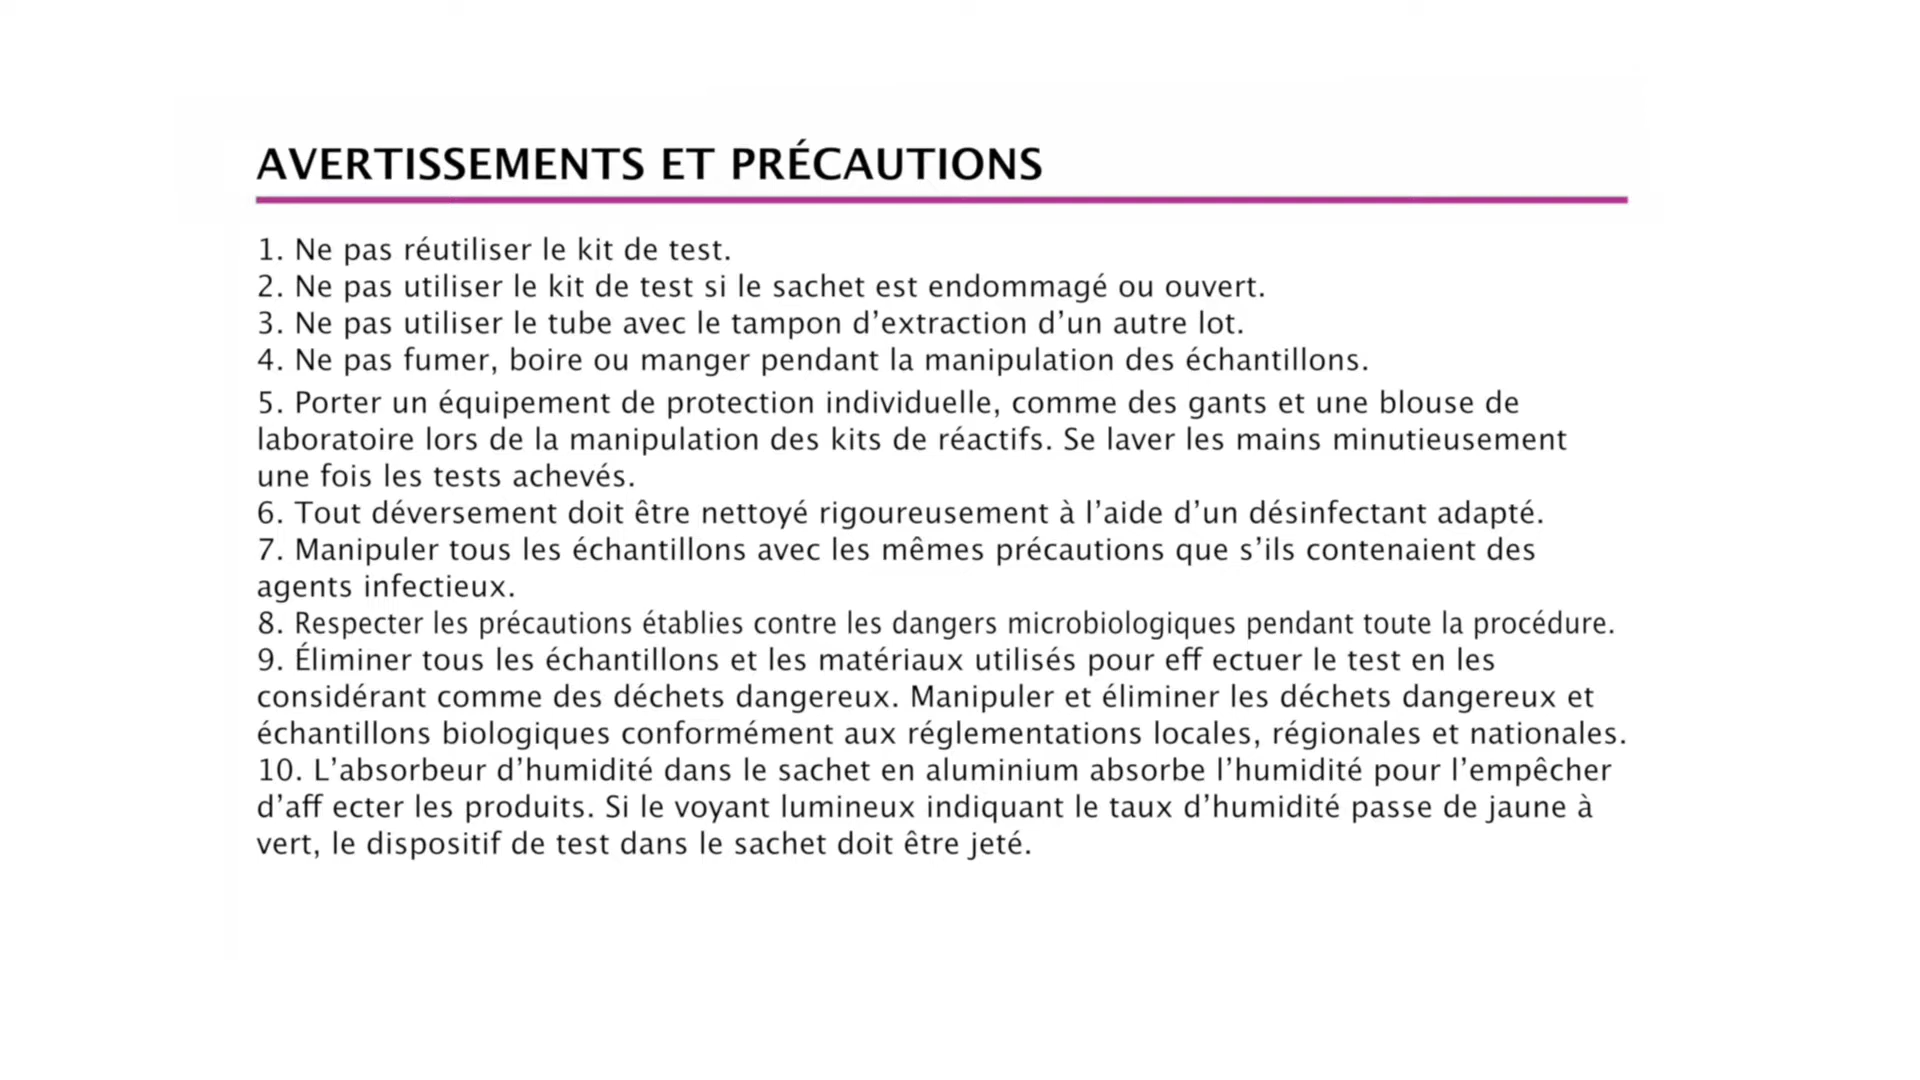 AVERTISSEMENTS ET PRÉCAUTIONS
1. Ne pas réutiliser le kit de test.
2. Ne pas utiliser le kit de test si le sachet est endommagé ou ouvert.
3. Ne pas utiliser le tube avec le tampon d’extraction d’un autre lot.
4. Ne pas fumer, boire ou manger pendant la manipulation des échantillons.
5. Porter un équipement de protection individuelle, comme des gants et une blouse de
laboratoire lors de la manipulation des kits de réactifs. Se laver les mains minutieusement
une fois les tests achevés.
6. Tout déversement doit être nettoyé rigoureusement à l’aide d’un désinfectant adapté.
7. Manipuler tous les échantillons avec les mêmes précautions que s’ils contenaient des
agents infectieux.
8. Respecter les précautions établies contre les dangers microbiologiques pendant toute la procédure.
9. Éliminer tous les échantillons et les matériaux utilisés pour eff ectuer le test en les
considérant comme des déchets dangereux. Manipuler et éliminer les déchets dangereux et
échantillons biologiques conformément aux réglementations locales, régionales et nationales.
10. L’absorbeur d’humidité dans le sachet en aluminium absorbe l’humidité pour l’empêcher
d’aff ecter les produits. Si le voyant lumineux indiquant le taux d’humidité passe de jaune à
vert, le dispositif de test dans le sachet doit être jeté.